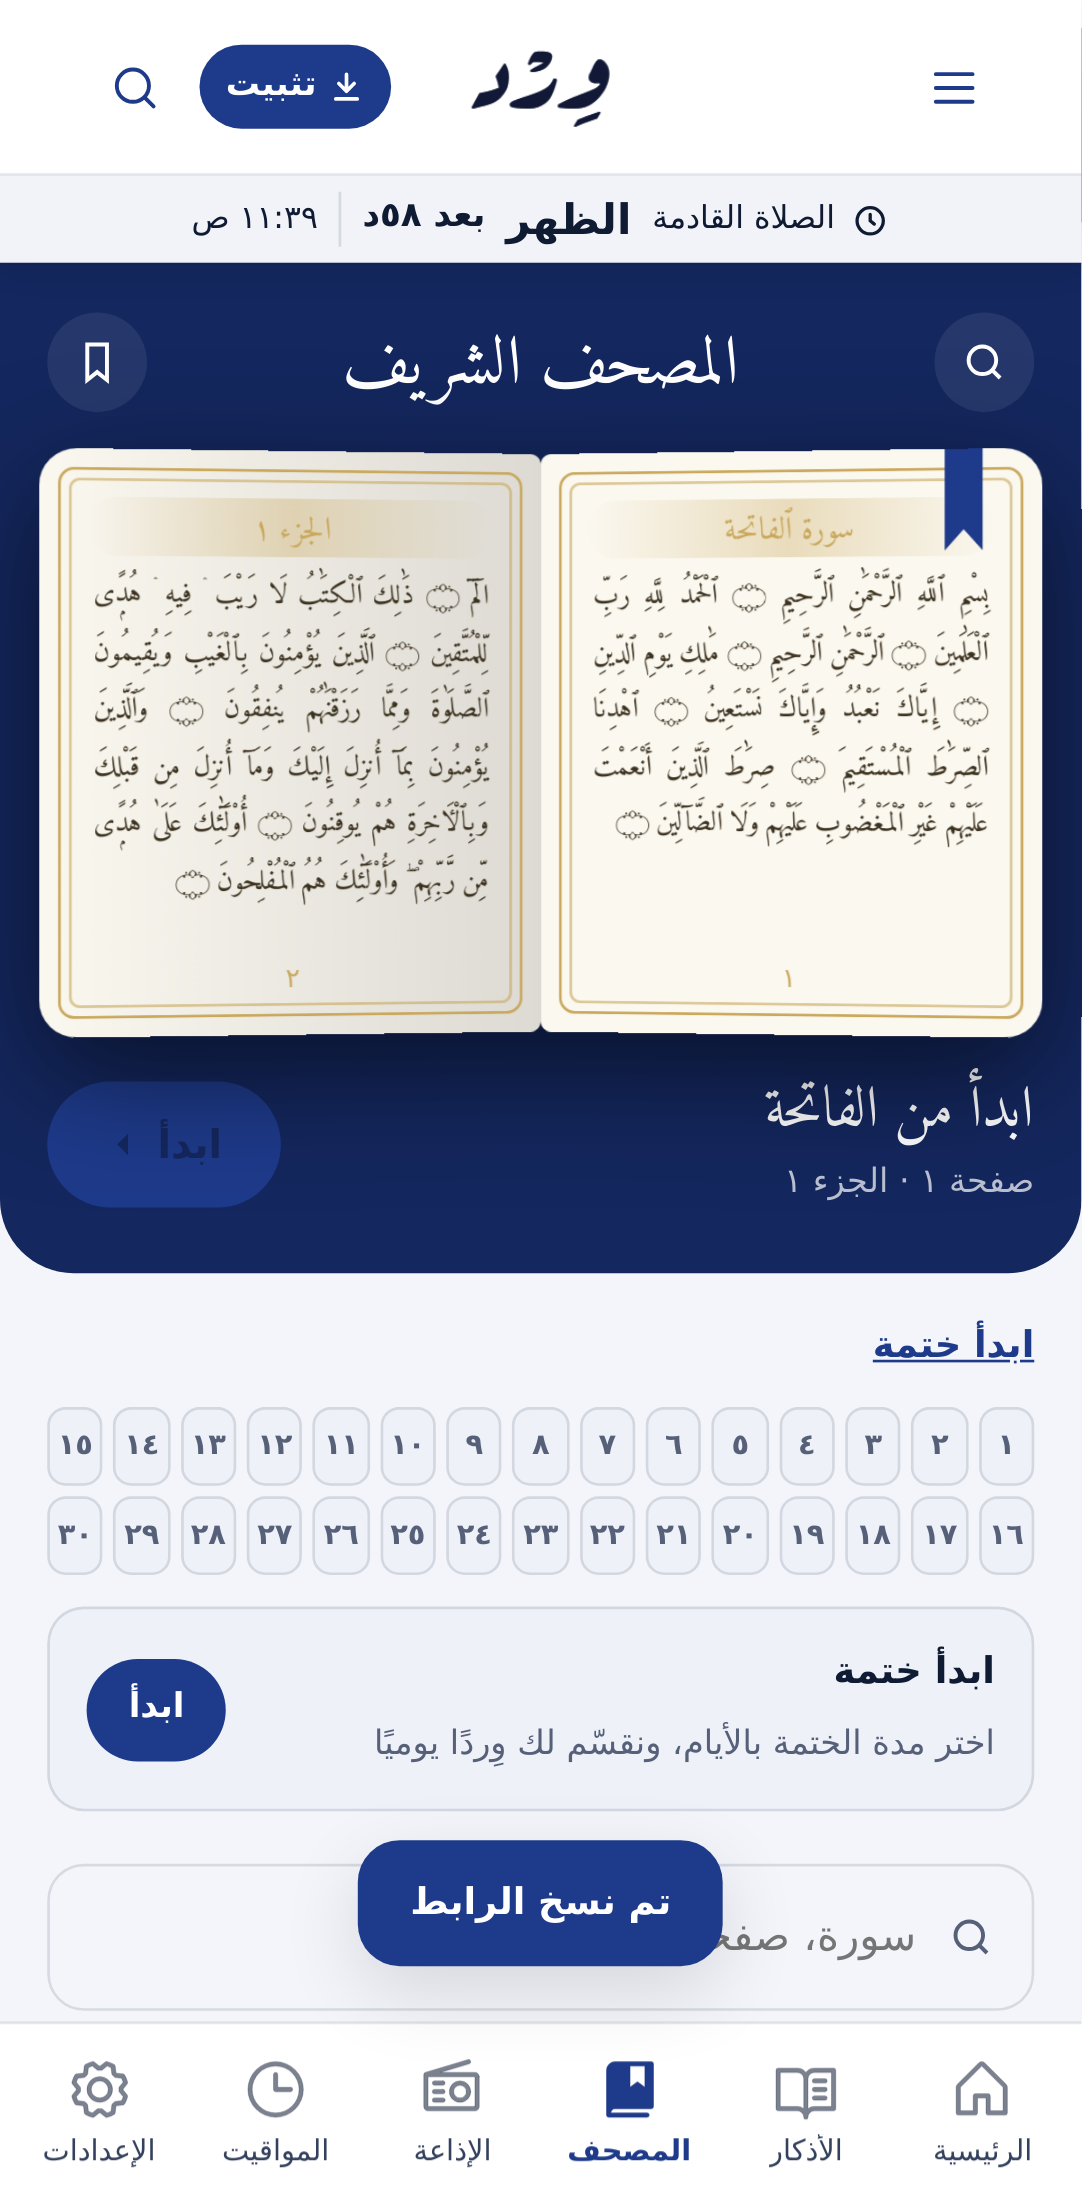 وِرْد
تثبيت
الصلاة القادمة الظهر بعد ٥٨د ١١:٣٩ ص
المصحف الشريف
سورة ٱلفاتحة
بِسْمِ ٱللَّهِ ٱلرَّحْمَٰنِ ٱلرَّحِيمِ ۝ ٱلْحَمْدُ لِلَّهِ رَبِّ
ٱلْعَٰلَمِينَ ۝ ٱلرَّحْمَٰنِ ٱلرَّحِيمِ ۝ مَٰلِكِ يَوْمِ ٱلدِّينِ
۝ إِيَّاكَ نَعْبُدُ وَإِيَّاكَ نَسْتَعِينُ ۝ ٱهْدِنَا
ٱلصِّرَٰطَ ٱلْمُسْتَقِيمَ ۝ صِرَٰطَ ٱلَّذِينَ أَنْعَمْتَ
عَلَيْهِمْ غَيْرِ ٱلْمَغْضُوبِ عَلَيْهِمْ وَلَا ٱلضَّآلِّينَ ۝
١
الجزء ١
الٓمٓ ۝ ذَٰلِكَ ٱلْكِتَٰبُ لَا رَيْبَ ۛ فِيهِ ۛ هُدًى
لِّلْمُتَّقِينَ ۝ ٱلَّذِينَ يُؤْمِنُونَ بِٱلْغَيْبِ وَيُقِيمُونَ
ٱلصَّلَوٰةَ وَمِمَّا رَزَقْنَٰهُمْ يُنفِقُونَ ۝ وَٱلَّذِينَ
يُؤْمِنُونَ بِمَآ أُنزِلَ إِلَيْكَ وَمَآ أُنزِلَ مِن قَبْلِكَ
وَبِٱلْـَٔاخِرَةِ هُمْ يُوقِنُونَ ۝ أُو۟لَٰٓئِكَ عَلَىٰ هُدًى
مِّن رَّبِّهِمْ ۖ وَأُو۟لَٰٓئِكَ هُمُ ٱلْمُفْلِحُونَ ۝
٢
ابدأ من الفاتحة
صفحة ١ · الجزء ١
ابدأ
ابدأ ختمة
١ ٢ ٣ ٤ ٥ ٦ ٧ ٨ ٩ ١٠ ١١ ١٢ ١٣ ١٤ ١٥
١٦ ١٧ ١٨ ١٩ ٢٠ ٢١ ٢٢ ٢٣ ٢٤ ٢٥ ٢٦ ٢٧ ٢٨ ٢٩ ٣٠
ابدأ ختمة
اختر مدة الختمة بالأيام، ونقسّم لك وِردًا يوميًا
ابدأ
تم نسخ الرابط
سورة،
الرئيسية الأذكار المصحف الإذاعة المواقيت الإعدادات